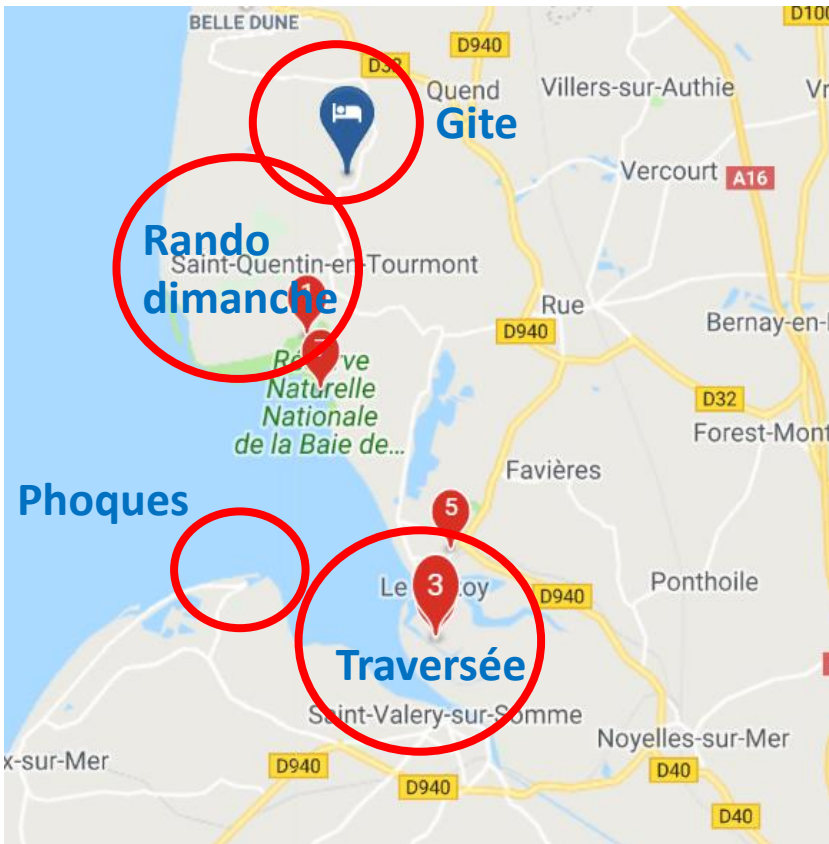 BELLE DUNE
D100
D940
D32
Quend
Villers-sur-Authie
Gite
Vercourt
A16
Rando
dimanche
Saint-Quentin-en-Tourmont
1
Rue
D940
Bernay-en-
Naturelle
Nationale
de la Baie de...
D32
Forest-Mont
Favières
Phoques
5
Le
3
oy
D940
Ponthoile
Traversée
Saint-Valery-sur-Somme
Noyelles-sur-Mer
x-sur-Mer
D940
D940
D40
D40